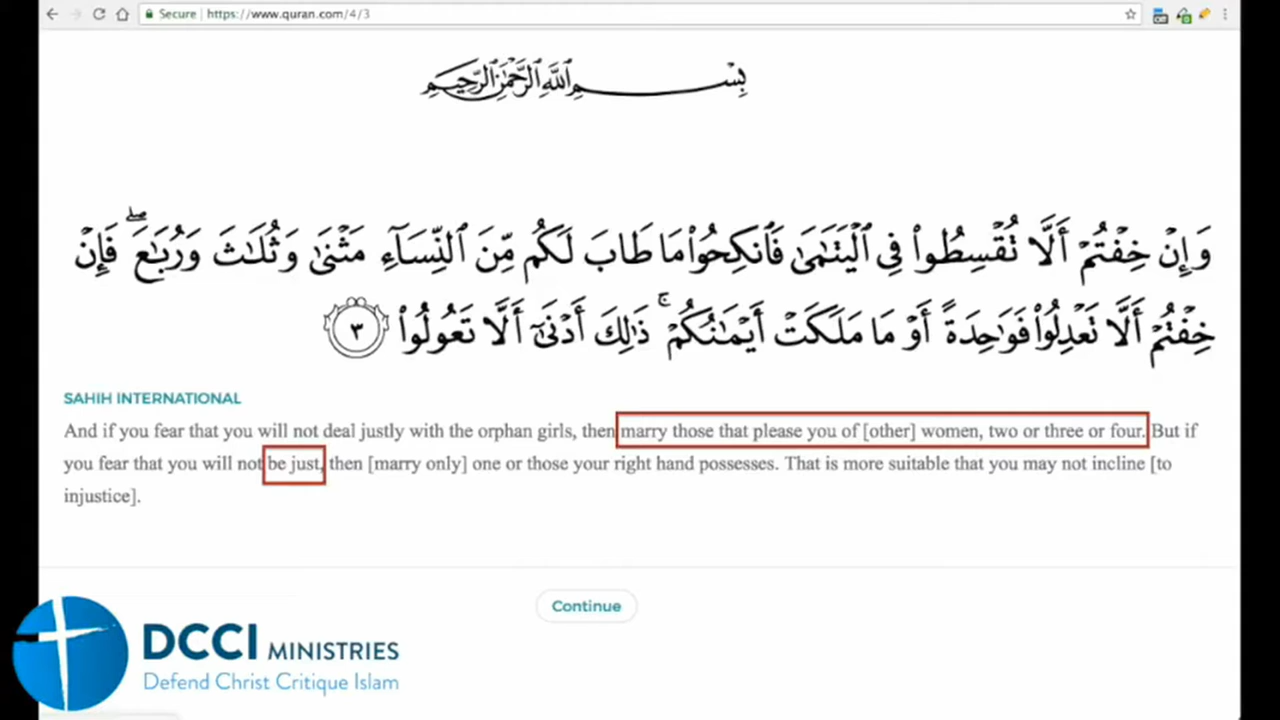 Secure https://www.quran.com/4/3
بِسْمِ ٱللَّهِ ٱلرَّحْمَٰنِ ٱلرَّحِيمِ
وَإِنْ خِفْتُمْ أَلَّا تُقْسِطُوا۟ فِى ٱلْيَتَٰمَىٰ فَٱنكِحُوا۟ مَا طَابَ لَكُم مِّنَ ٱلنِّسَآءِ مَثْنَىٰ وَثُلَٰثَ وَرُبَٰعَ ۖ فَإِنْ
خِفْتُمْ أَلَّا تَعْدِلُوا۟ فَوَٰحِدَةً أَوْ مَا مَلَكَتْ أَيْمَٰنُكُمْ ۚ ذَٰلِكَ أَدْنَىٰٓ أَلَّا تَعُولُوا۟ ٣
SAHIH INTERNATIONAL
And if you fear that you will not deal justly with the orphan girls, then marry those that please you of [other] women, two or three or four. But if
you fear that you will not be just, then [marry only] one or those your right hand possesses. That is more suitable that you may not incline [to
injustice].
Continue
DCCI MINISTRIES
Defend Christ Critique Islam